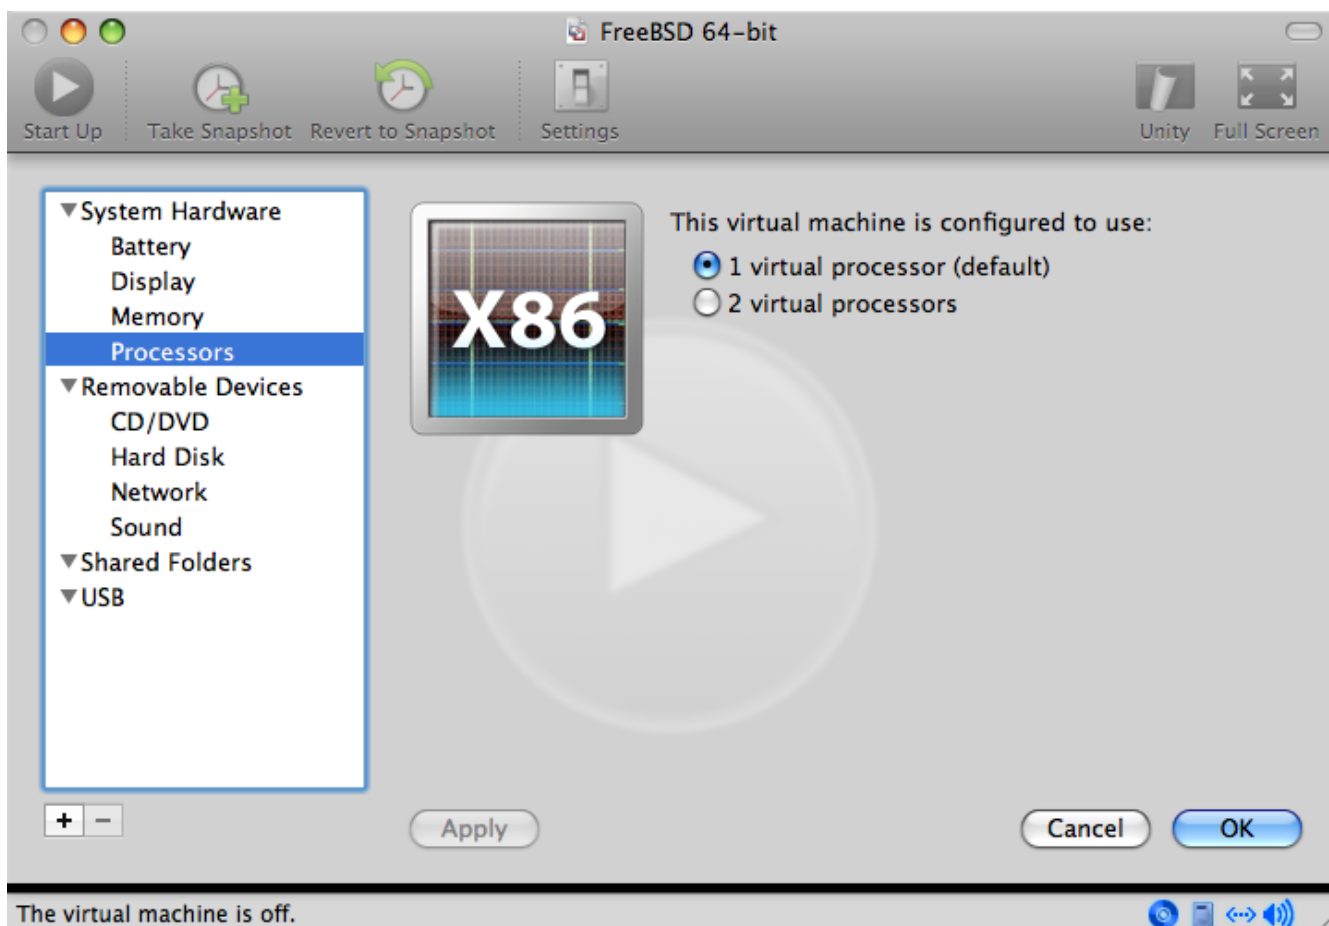 FreeBSD 64-bit
Start Up Take Snapshot Revert to Snapshot Settings Unity Full Screen
System Hardware
Battery
Display
Memory
Processors
Removable Devices
CD/DVD
Hard Disk
Network
Sound
Shared Folders
USB
X86
This virtual machine is configured to use:
1 virtual processor (default)
2 virtual processors
+ −
Apply Cancel OK
The virtual machine is off.